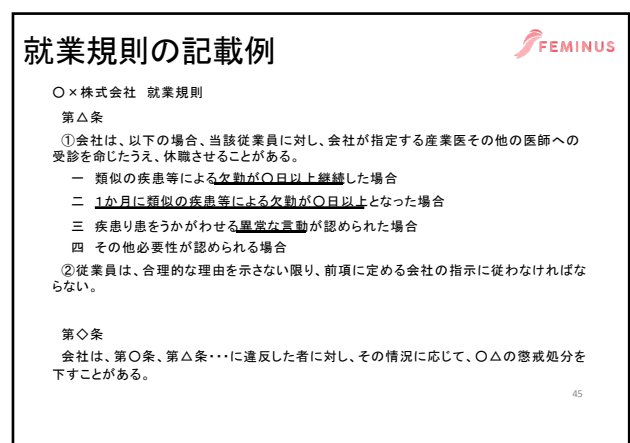 就業規則の記載例
FEMINUS
〇×株式会社 就業規則
第△条
①会社は、以下の場合、当該従業員に対し、会社が指定する産業医その他の医師への
受診を命じたうえ、休職させることがある。
一 類似の疾患等による欠勤が〇日以上継続した場合
二 1か月に類似の疾患等による欠勤が〇日以上となった場合
三 疾患り患をうかがわせる異常な言動が認められた場合
四 その他必要性が認められる場合
②従業員は、合理的な理由を示さない限り、前項に定める会社の指示に従わなければな
らない。
第◇条
会社は、第〇条、第△条・・・に違反した者に対し、その情況に応じて、〇△の懲戒処分を
下すことがある。
45